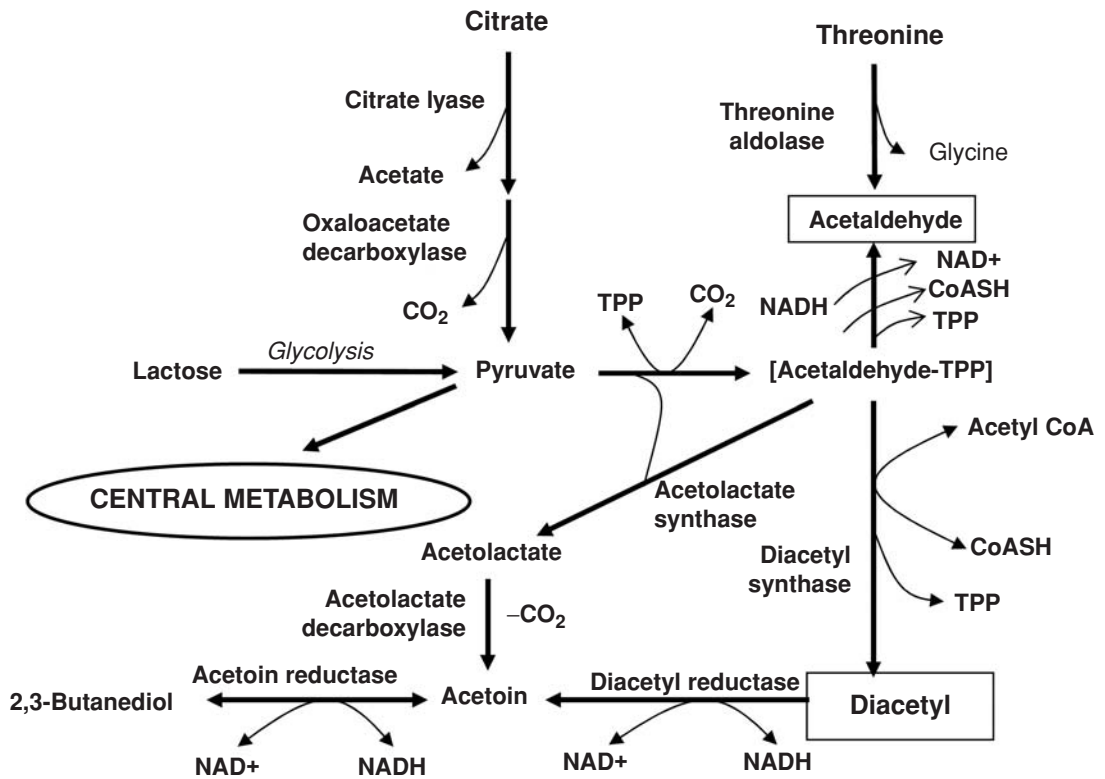 Citrate
Threonine
Citrate lyase
Threonine
aldolase
Glycine
Acetate
Oxaloacetate
decarboxylase
Acetaldehyde
NAD+
CoASH
TPP
NADH
CO₂
TPP
CO₂
Lactose
Glycolysis
Pyruvate
[Acetaldehyde-TPP]
Acetyl CoA
CENTRAL METABOLISM
Acetolactate
synthase
Acetolactate
CoASH
Diacetyl
synthase
TPP
Acetolactate
decarboxylase
–CO₂
2,3-Butanediol
Acetoin reductase
Acetoin
Diacetyl reductase
Diacetyl
NAD+
NADH
NAD+
NADH